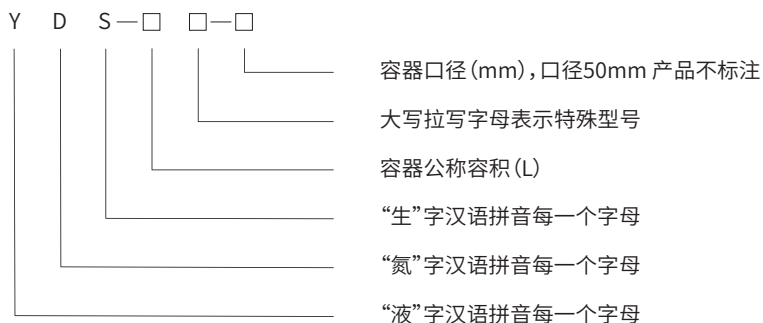 Y D S—□ □—□
容器口径(mm),口径50mm 产品不标注
大写拉写字母表示特殊型号
容器公称容积(L)
“生”字汉语拼音每一个字母
“氮”字汉语拼音每一个字母
“液”字汉语拼音每一个字母